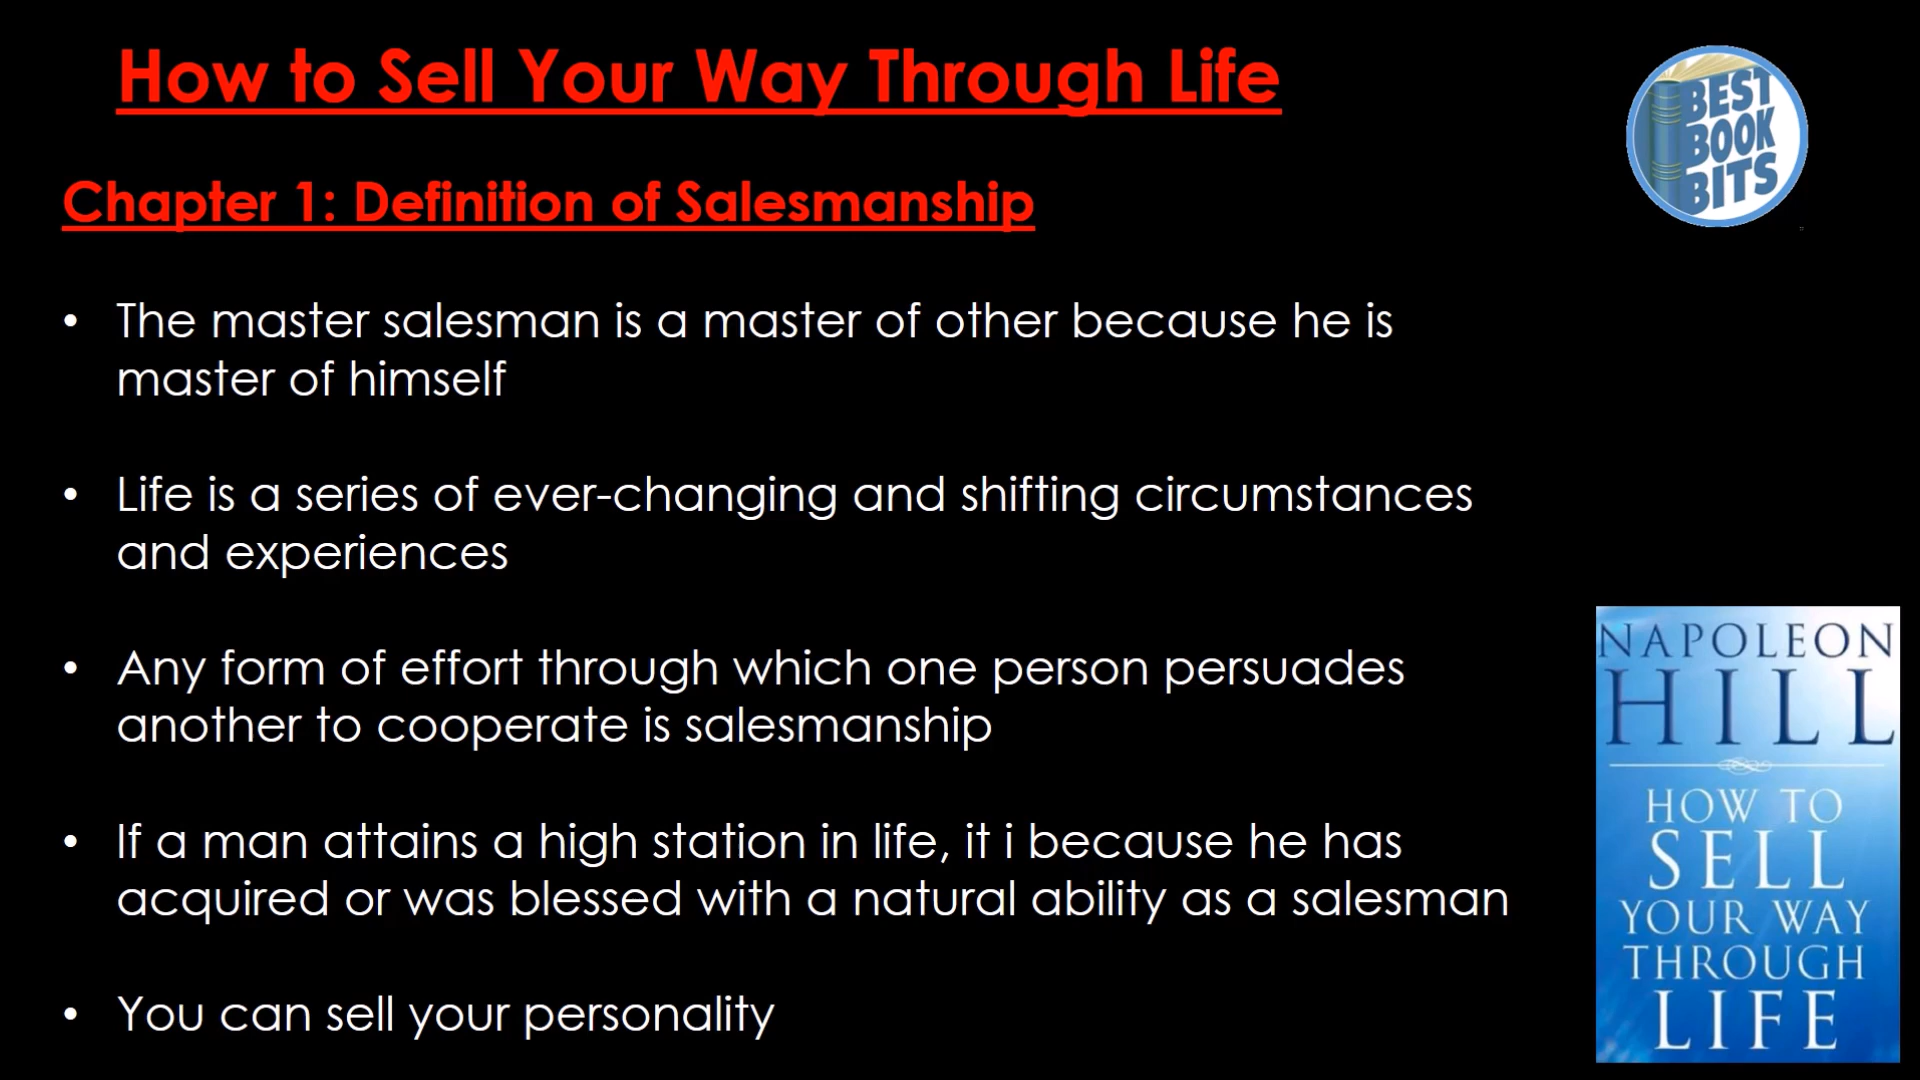 How to Sell Your Way Through Life
BEST
BOOK
BITS
Chapter 1: Definition of Salesmanship
• The master salesman is a master of other because he is
master of himself
• Life is a series of ever-changing and shifting circumstances
and experiences
• Any form of effort through which one person persuades
another to cooperate is salesmanship
• If a man attains a high station in life, it i because he has
acquired or was blessed with a natural ability as a salesman
• You can sell your personality
NAPOLEON
HILL
HOW TO
SELL
YOUR WAY
THROUGH
LIFE